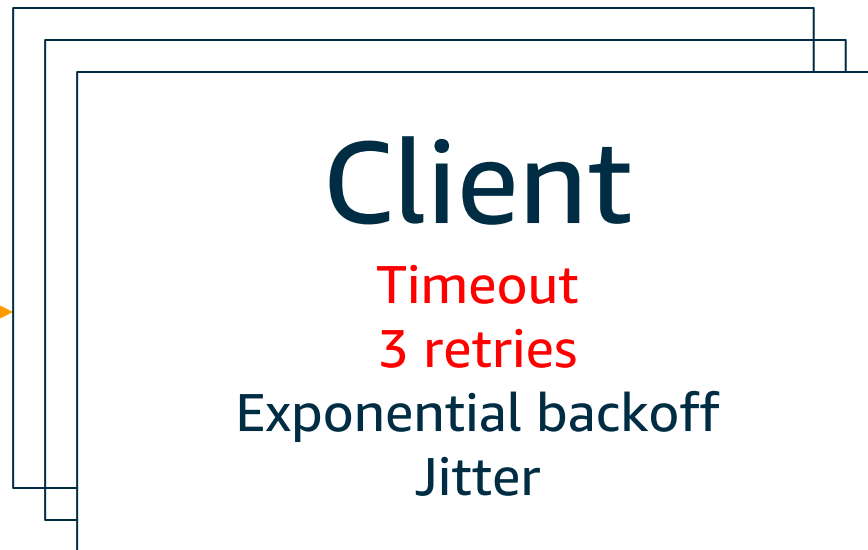 Client
Timeout
3 retries
Exponential backoff
Jitter